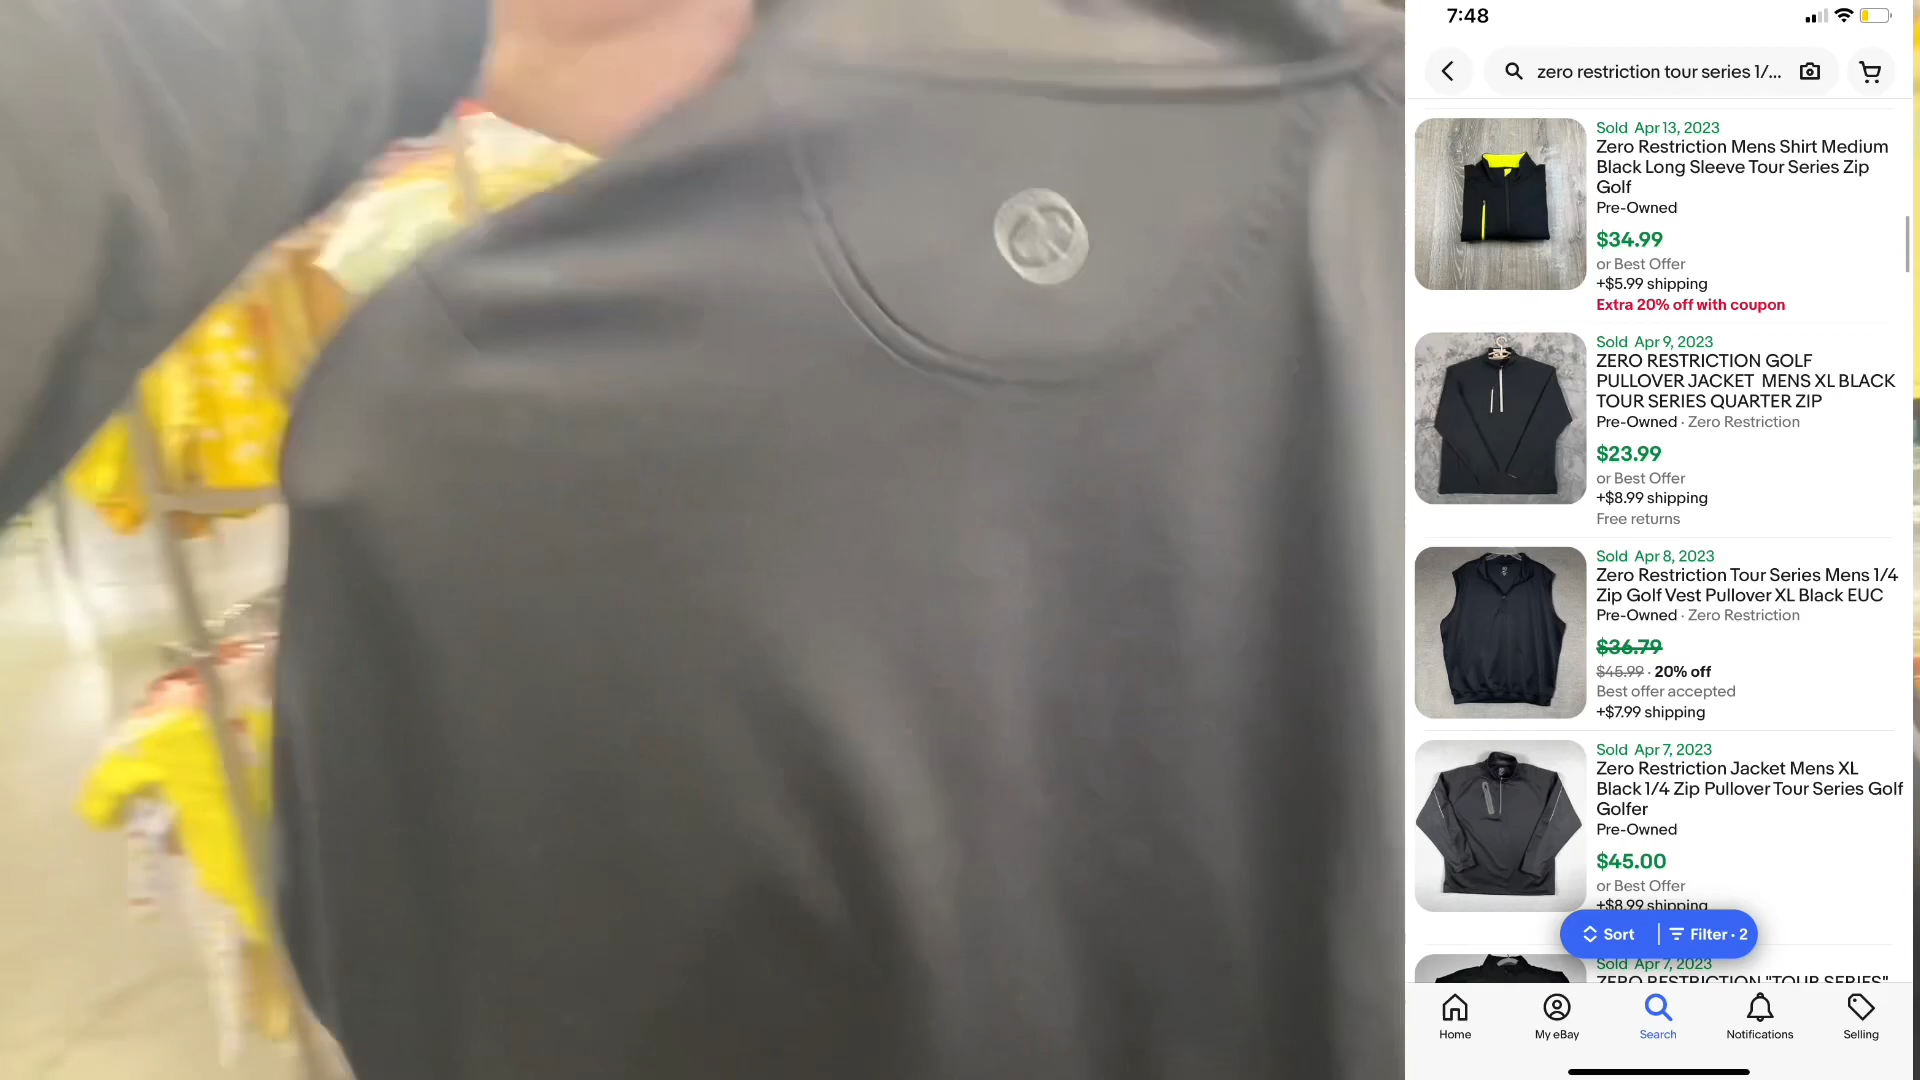 7:48
zero restriction tour series 1/...
Sold Apr 13, 2023
Zero Restriction Mens Shirt Medium
Black Long Sleeve Tour Series Zip
Golf
Pre-Owned
$34.99
or Best Offer
+$5.99 shipping
Extra 20% off with coupon
Sold Apr 9, 2023
ZERO RESTRICTION GOLF
PULLOVER JACKET MENS XL BLACK
TOUR SERIES QUARTER ZIP
Pre-Owned · Zero Restriction
$23.99
or Best Offer
+$8.99 shipping
Free returns
Sold Apr 8, 2023
Zero Restriction Tour Series Mens 1/4
Zip Golf Vest Pullover XL Black EUC
Pre-Owned · Zero Restriction
$36.79
$45.99 · 20% off
Best offer accepted
+$7.99 shipping
Sold Apr 7, 2023
Zero Restriction Jacket Mens XL
Black 1/4 Zip Pullover Tour Series Golf
Golfer
Pre-Owned
$45.00
or Best Offer
+$8.99 shipping
Sort
Filter · 2
Sold Apr 7, 2023
ZERO RESTRICTION "TOUR SERIES"
Home
My eBay
Search
Notifications
Selling